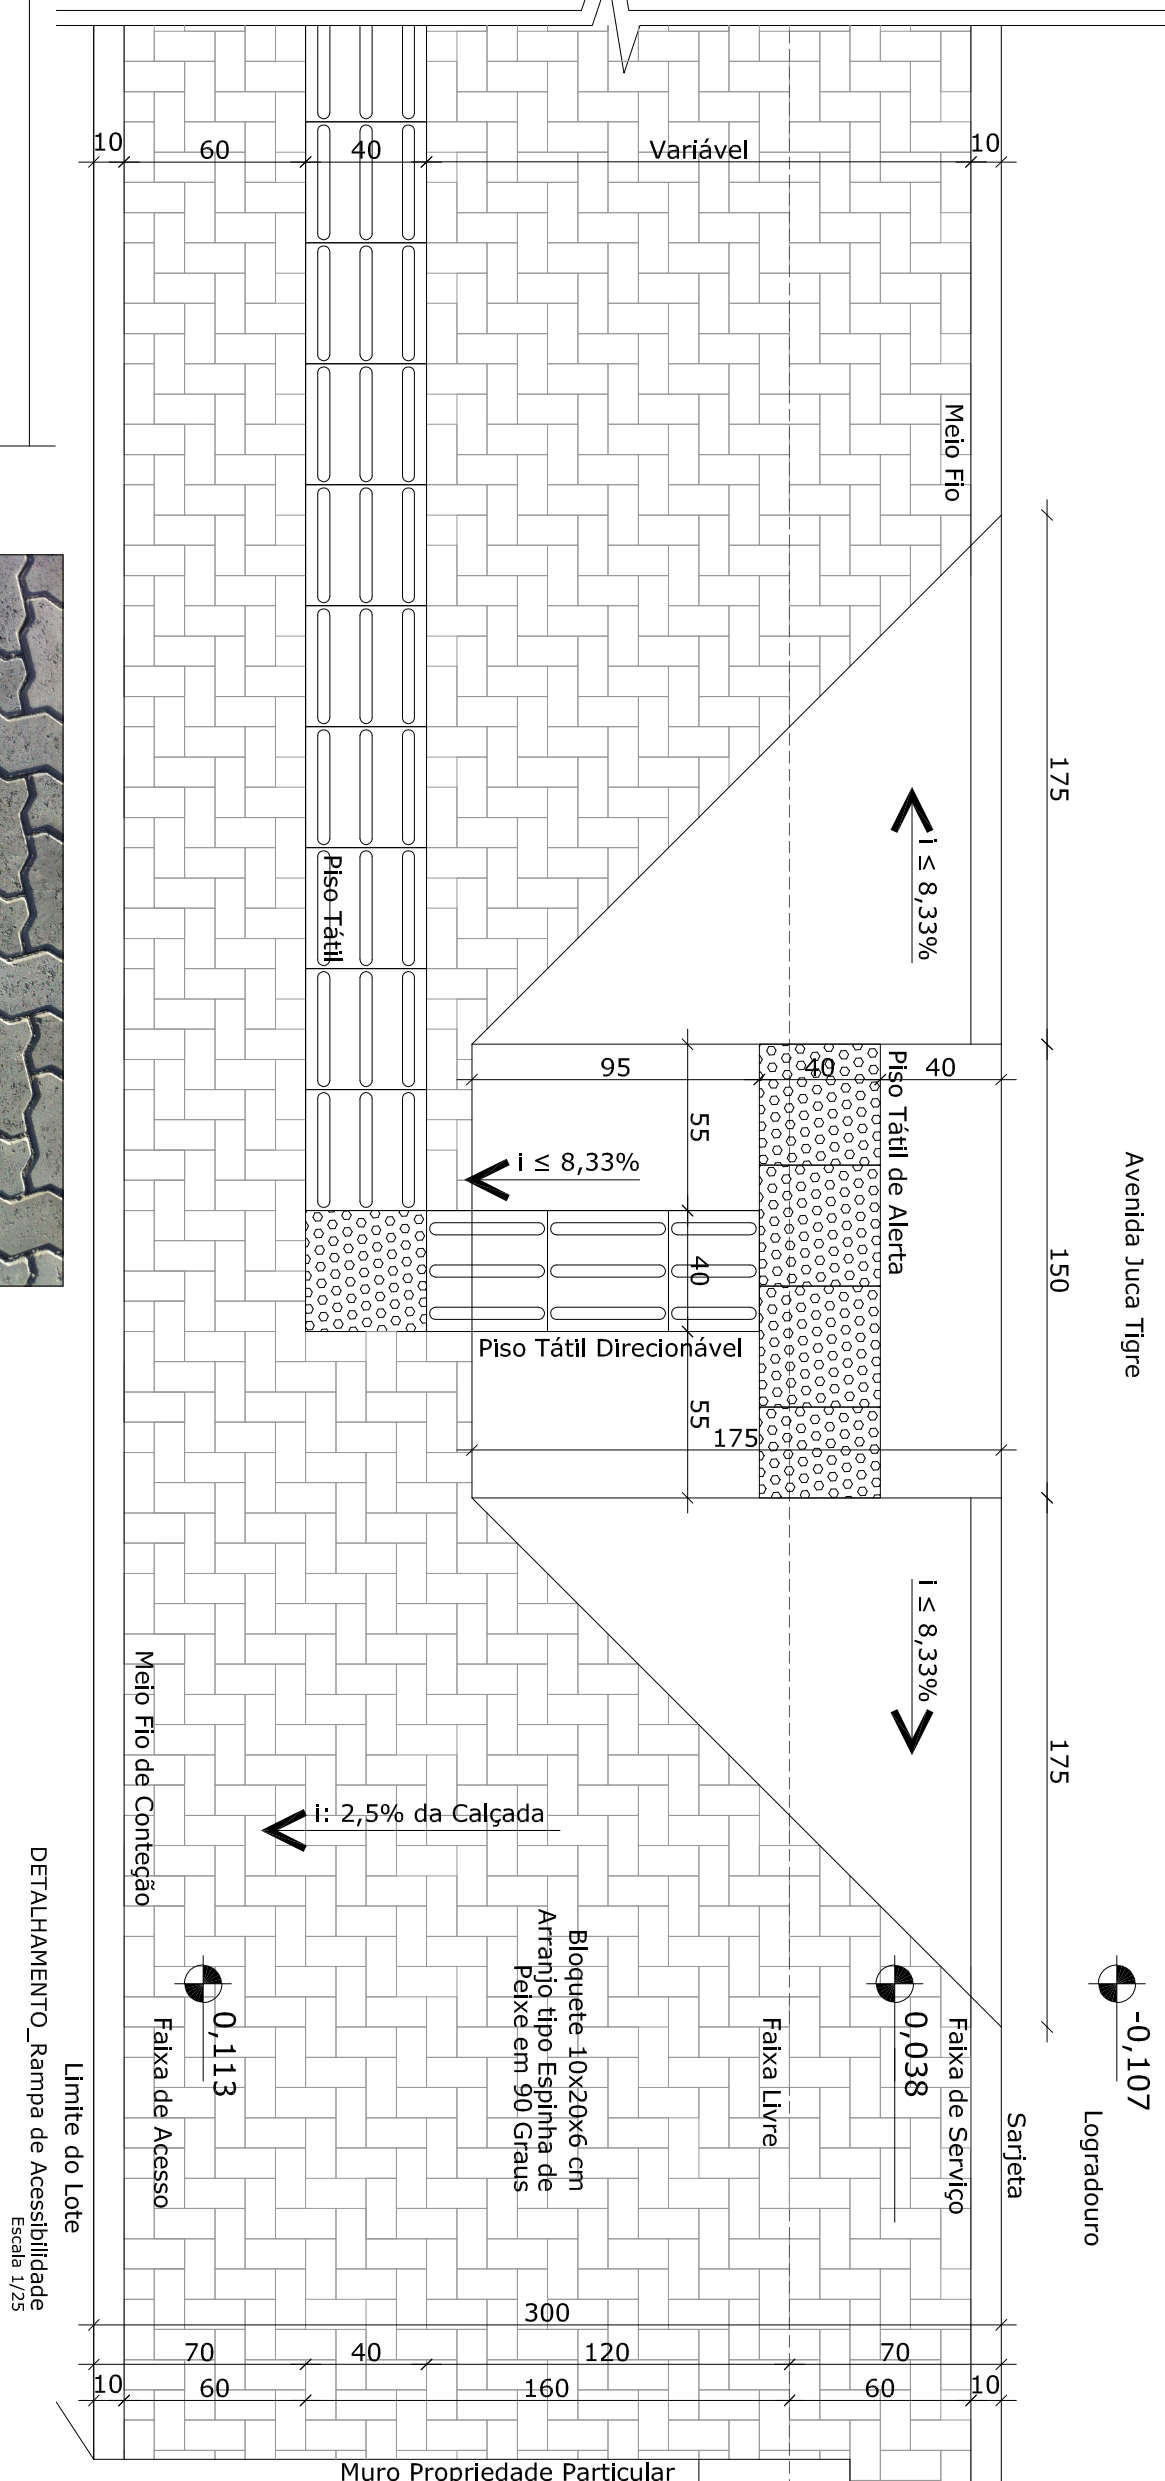 10
60
40
Variável
10
Meio Fio
175
i ≤ 8,33%
Piso Tátil
95
40
40
55
Piso Tátil de Alerta
i ≤ 8,33%
Avenida Juca Tigre
150
40
Piso Tátil Direcionável
55
175
i ≤ 8,33%
175
Meio Fio de Conteção
i: 2,5% da Calçada
Bloquete 10x20x6 cm
Arranjo tipo Espinha de
Peixe em 90 Graus
0,113
Faixa de Acesso
Faixa Livre
0,038
Faixa de Serviço
-0,107
Logradouro
Sarjeta
Limite do Lote
DETALHAMENTO_Rampa de Acessibilidade
Escala 1/25
300
70
40
120
70
10
60
160
60
10
Muro Propriedade Particular